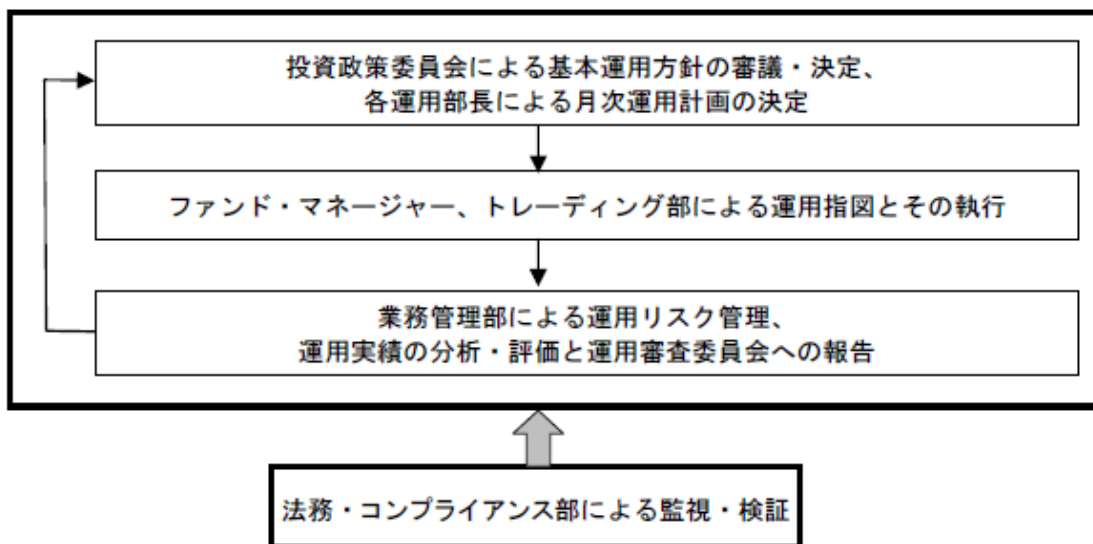 投資政策委員会による基本運用方針の審議・決定、
各運用部長による月次運用計画の決定
ファンド・マネージャー、トレーディング部による運用指図とその執行
業務管理部による運用リスク管理、
運用実績の分析・評価と運用審査委員会への報告
法務・コンプライアンス部による監視・検証